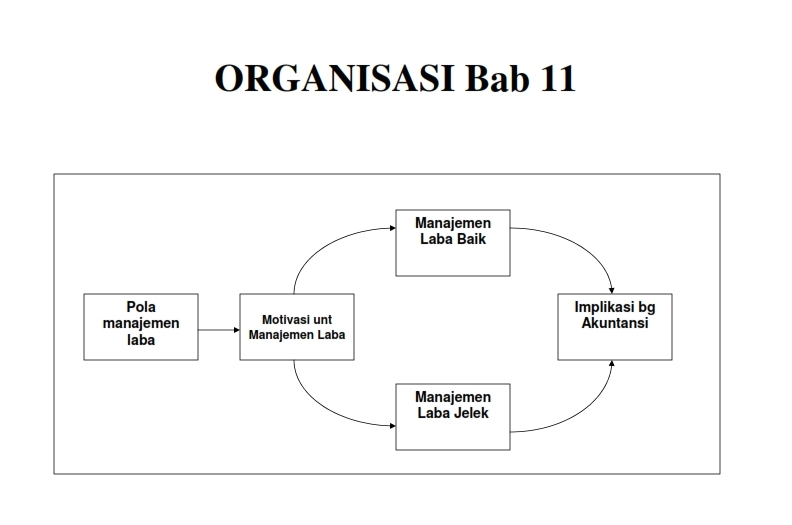 ORGANISASI Bab 11
Manajemen
Laba Baik
Pola
manajemen
laba
Motivasi unt
Manajemen Laba
Implikasi bg
Akuntansi
Manajemen
Laba Jelek